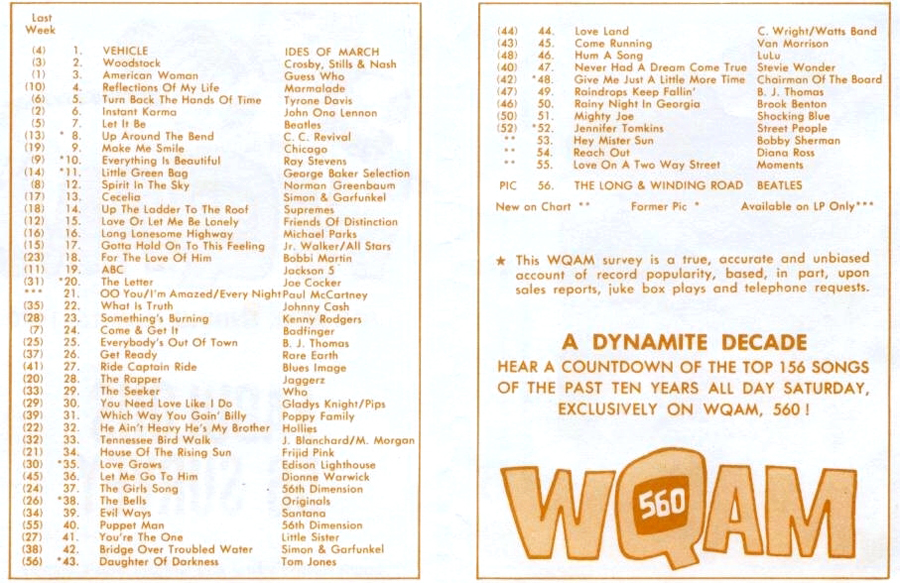 Last
Week
(4) 1. VEHICLE IDES OF MARCH
(3) 2. Woodstock Crosby, Stills & Nash
(1) 3. American Woman Guess Who
(10) 4. Reflections Of My Life Marmalade
(6) 5. Turn Back The Hands Of Time Tyrone Davis
(2) 6. Instant Korma John Ono Lennon
(5) 7. Let It Be Beatles
(13) * 8. Up Around The Bend C. C. Revival
(19) 9. Make Me Smile Chicago
(9) *10. Everything Is Beautiful Ray Stevens
(14) *11. Little Green Bag George Baker Selection
(8) 12. Spirit In The Sky Norman Greenbaum
(17) 13. Cecelia Simon & Garfunkel
(18) 14. Up The Ladder To The Roof Supremes
(12) 15. Love Or Let Me Be Lonely Friends Of Distinction
(16) 16. Long Lonesome Highway Michael Parks
(15) 17. Gotta Hold On To This Feeling Jr. Walker/All Stars
(23) 18. For The Love Of Him Bobbi Martin
(11) 19. ABC Jackson 5
(31) *20. The Letter Joe Cocker
*** 21. OO You/I'm Amazed/Every Night Paul McCartney
(35) 22. What Is Truth Johnny Cash
(28) 23. Something's Burning Kenny Rodgers
(7) 24. Come & Get It Badfinger
(25) 25. Everybody's Out Of Town B. J. Thomas
(37) 26. Get Ready Rare Earth
(41) 27. Ride Captain Ride Blues Image
(20) 28. The Rapper Jaggerz
(33) 29. The Seeker Who
(29) 30. You Need Love Like I Do Gladys Knight/Pips
(39) 31. Which Way You Goin' Billy Poppy Family
(22) 32. He Ain't Heavy He's My Brother Hollies
(32) 33. Tennessee Bird Walk J. Blanchard/M. Morgan
(21) 34. House Of The Rising Sun Frijid Pink
(30) *35. Love Grows Edison Lighthouse
(45) 36. Let Me Go To Him Dionne Warwick
(24) 37. The Girls Song 56th Dimension
(26) *38. The Bells Originals
(34) 39. Evil Ways Santana
(55) 40. Puppet Man 56th Dimension
(27) 41. You're The One Little Sister
(38) 42. Bridge Over Troubled Water Simon & Garfunkel
(56) *43. Daughter Of Darkness Tom Jones
(44) 44. Love Land C. Wright/Watts Band
(43) 45. Come Running Van Morrison
(48) 46. Hum A Song LuLu
(40) 47. Never Had A Dream Come True Stevie Wonder
(42) *48. Give Me Just A Little More Time Chairman Of The Board
(47) 49. Raindrops Keep Fallin' B. J. Thomas
(46) 50. Rainy Night In Georgia Brook Benton
(50) 51. Mighty Joe Shocking Blue
(52) *52. Jennifer Tomkins Street People
** 53. Hey Mister Sun Bobby Sherman
** 54. Reach Out Diana Ross
** 55. Love On A Two Way Street Moments
PIC 56. THE LONG & WINDING ROAD BEATLES
New on Chart ** Former Pic * Available on LP Only***
★ This WQAM survey is a true, accurate and unbiased
account of record popularity, based, in part, upon
sales reports, juke box plays and telephone requests.
A DYNAMITE DECADE
HEAR A COUNTDOWN OF THE TOP 156 SONGS
OF THE PAST TEN YEARS ALL DAY SATURDAY,
EXCLUSIVELY ON WQAM, 560 !
WQAM
560